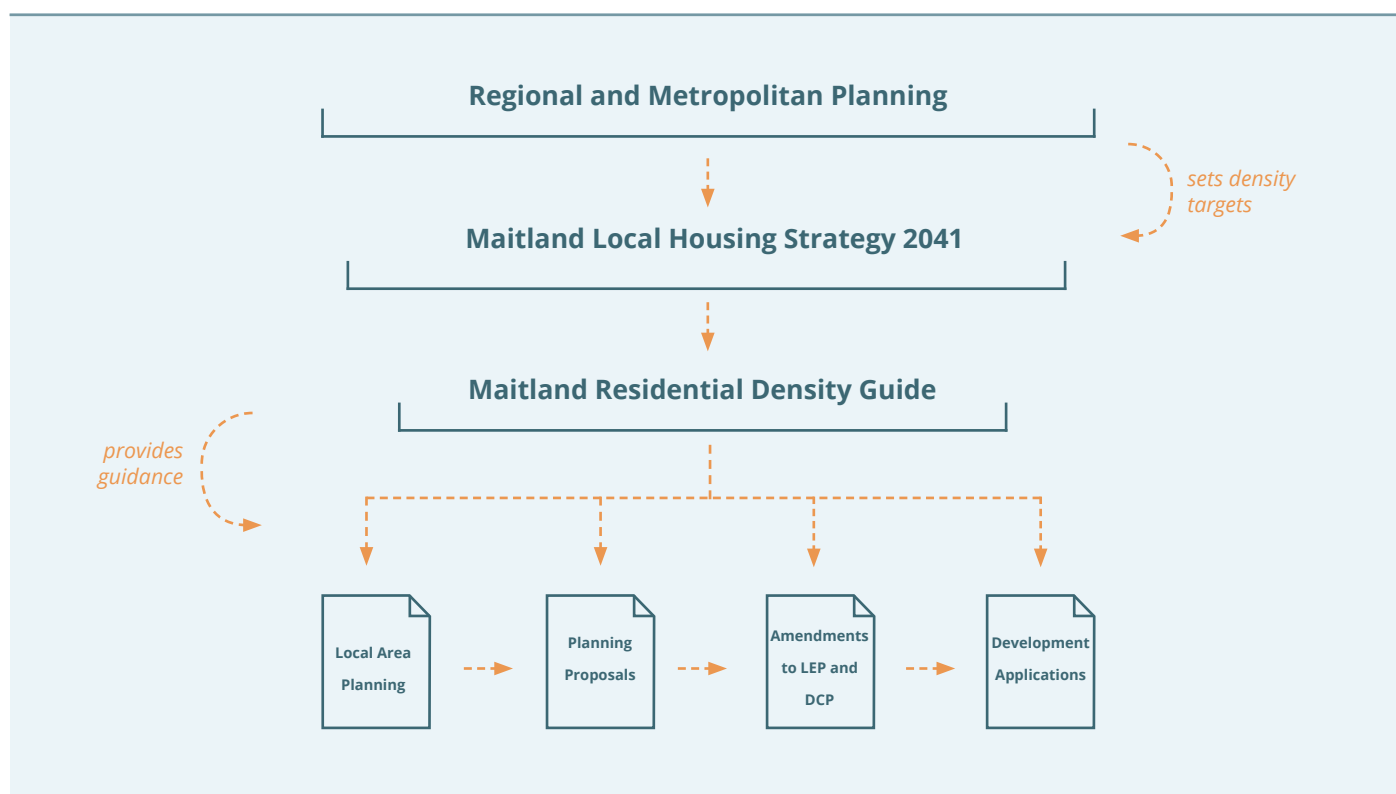 Regional and Metropolitan Planning
sets density
targets
Maitland Local Housing Strategy 2041
Maitland Residential Density Guide
provides
guidance
Local Area
Planning
Planning
Proposals
Amendments
to LEP and
DCP
Development
Applications